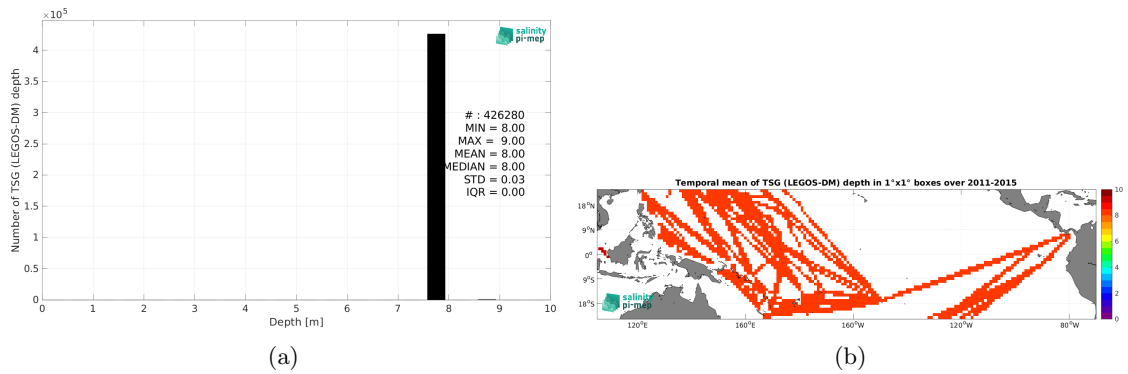 ×10⁵
4
3.5
3
2.5
2
1.5
1
0.5
0
Number of TSG (LEGOS-DM) depth
0 1 2 3 4 5 6 7 8 9 10
Depth [m]
salinity
pi-mep
# : 426280
MIN = 8.00
MAX = 9.00
MEAN = 8.00
MEDIAN = 8.00
STD = 0.03
IQR = 0.00
(a)
Temporal mean of TSG (LEGOS-DM) depth in 1°x1° boxes over 2011-2015
18°N
9°N
0°
9°S
18°S
120°E 160°E 160°W 120°W 80°W
salinity
pi-mep
10
8
6
4
2
0
(b)